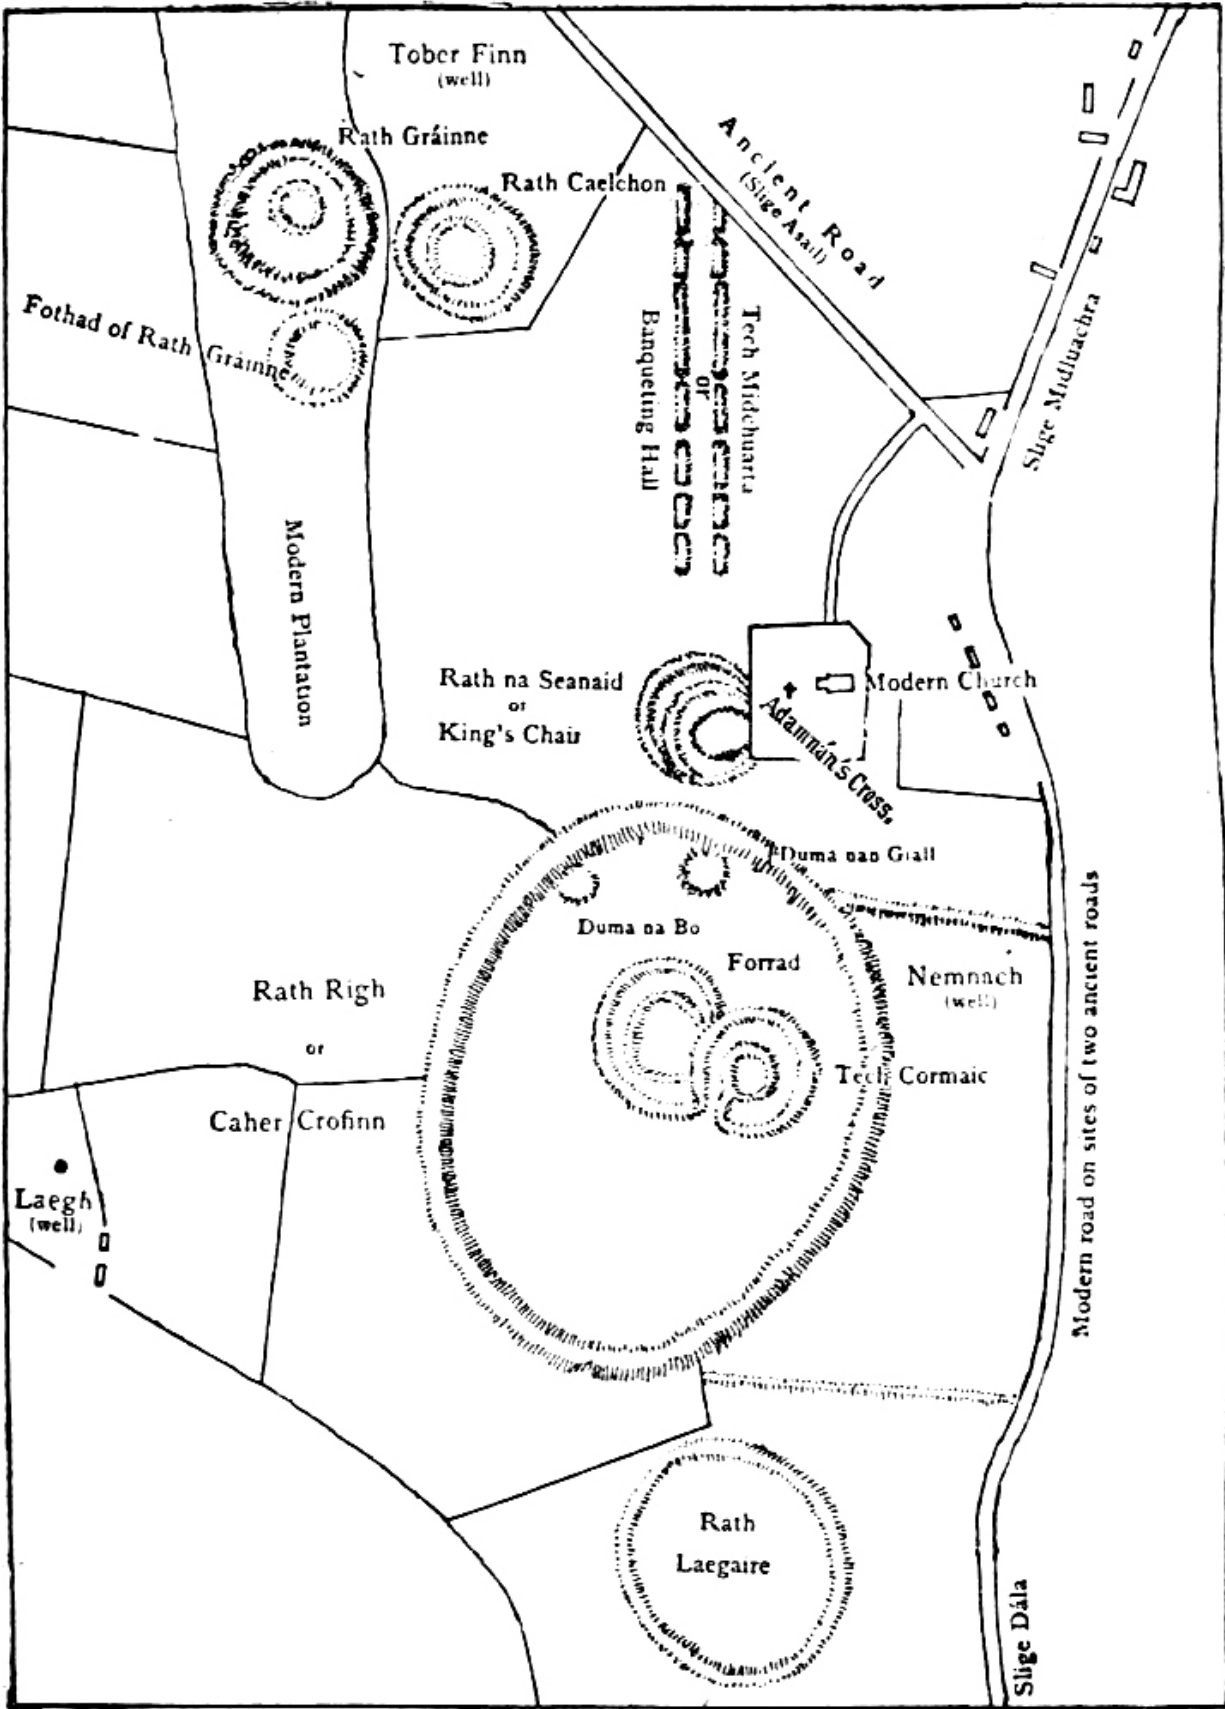 Tober Finn
(well)
Rath Gráinne
Rath Caelchon
Ancient Road
(Slige Asail)
Fothad of Rath Gráinne
Banqueting Hall
or
Tech Midchuarta
Slige Midluachra
Modern Plantation
Rath na Seanaid
or
King's Chair
Modern Church
Adamnán's Cross.
Duma nan Giall
Duma na Bo
Forrad
Nemnach
(well)
Rath Righ
or
Caher Crofinn
Tech Cormaic
Laegh
(well)
Modern road on sites of two ancient roads
Rath
Laegaire
Slige Dála